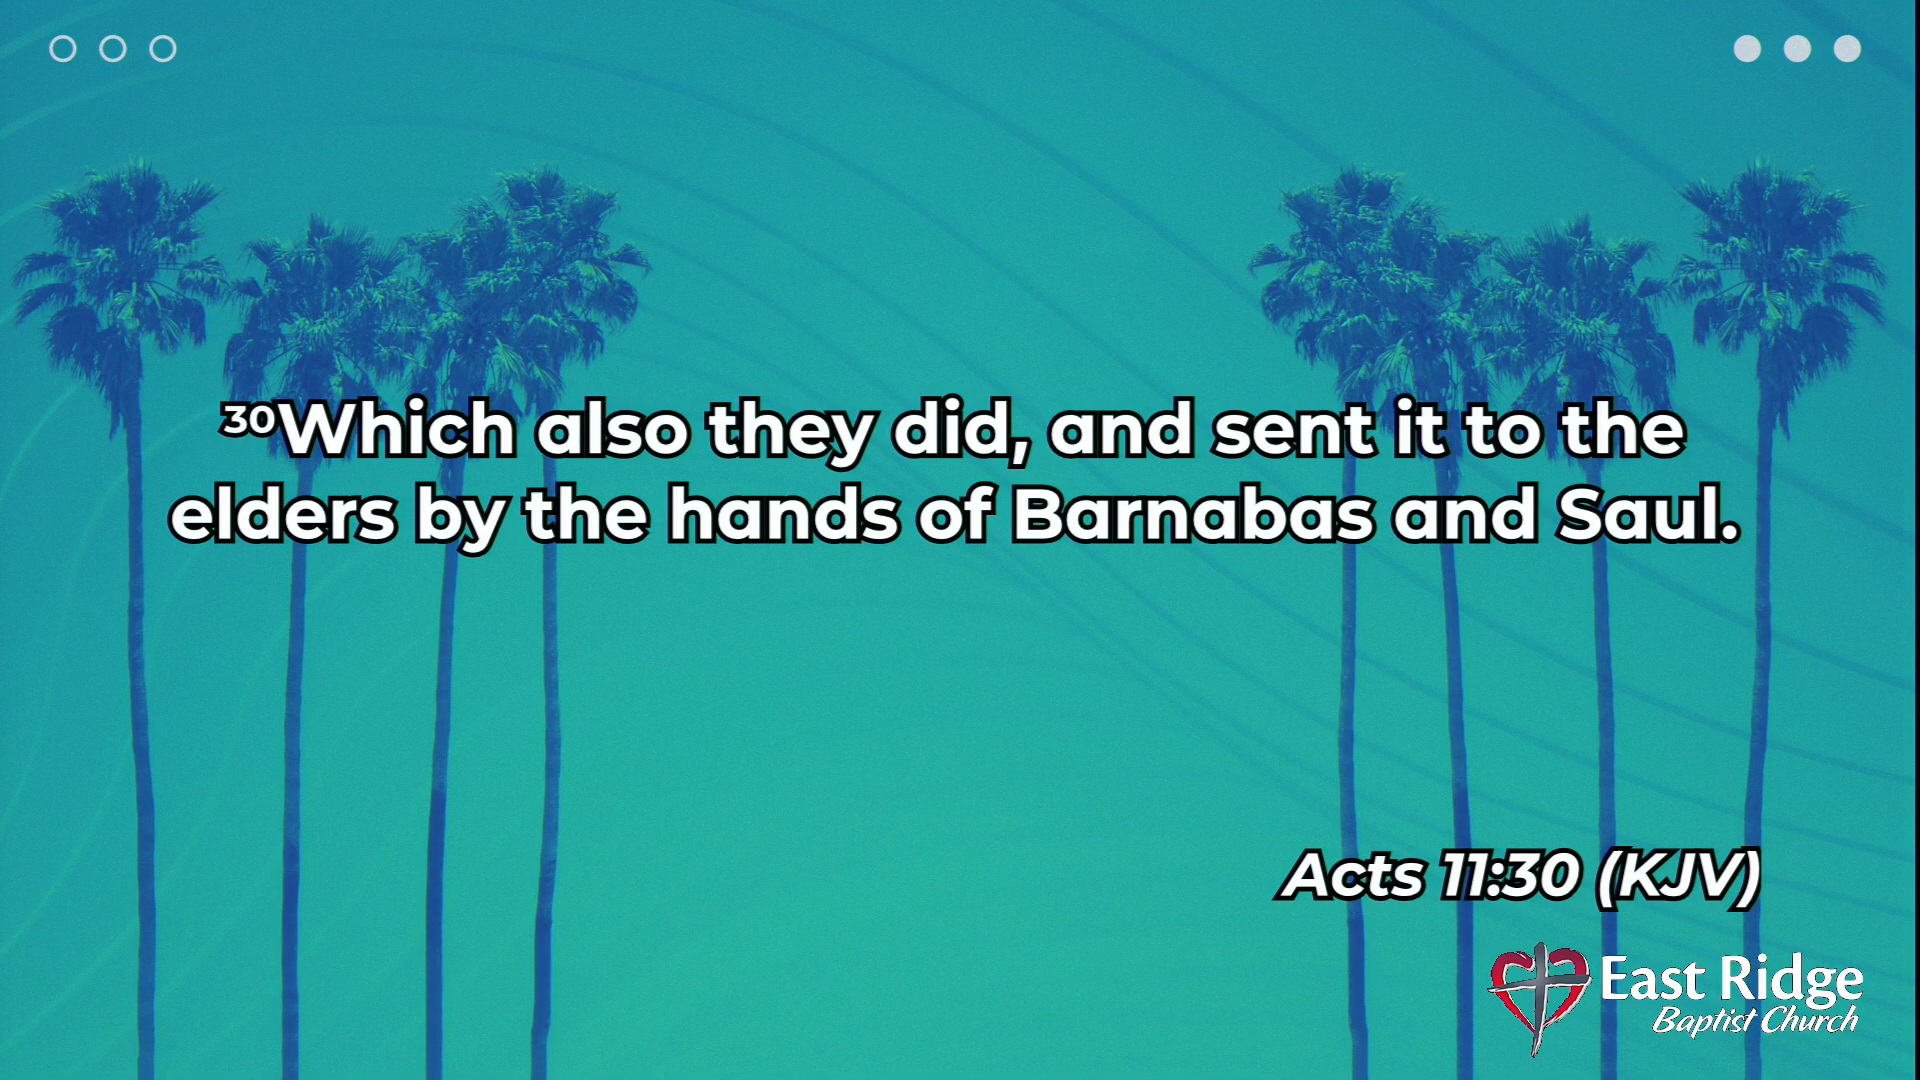 ³⁰Which also they did, and sent it to the
elders by the hands of Barnabas and Saul.
Acts 11:30 (KJV)
East Ridge
Baptist Church